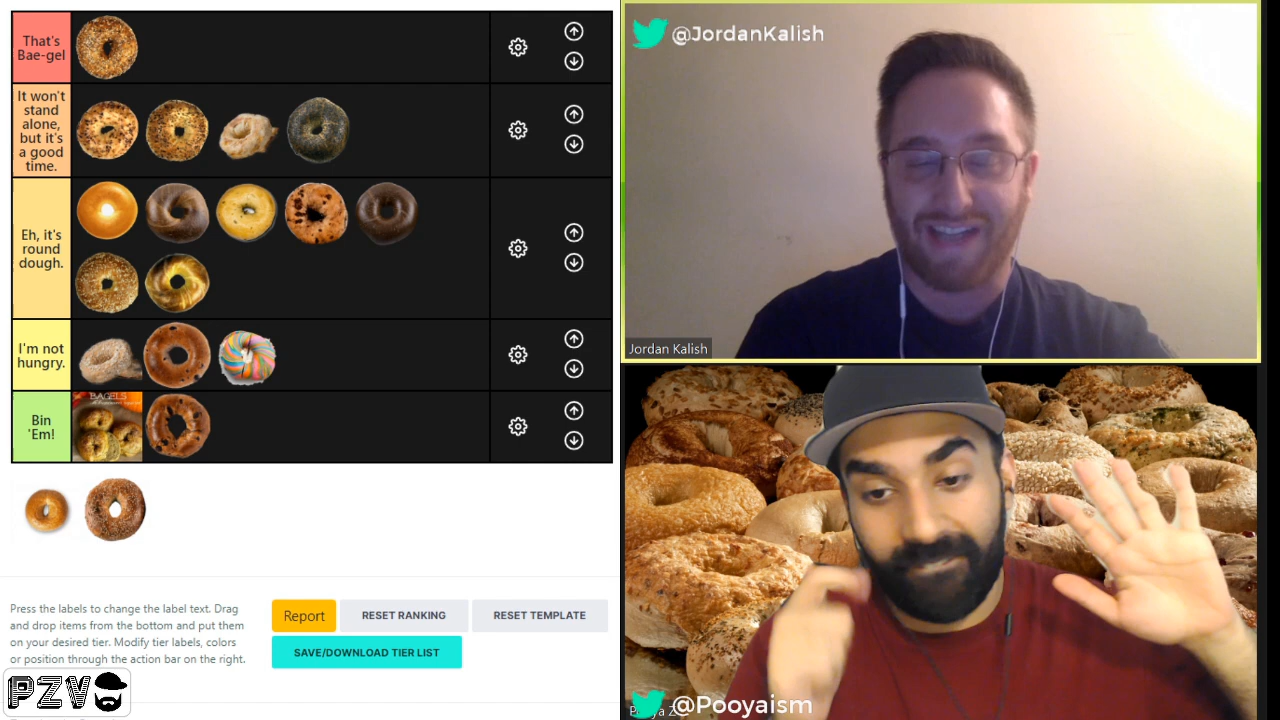 That's
Bae-gel
It won't
stand
alone,
but it's
a good
time.
Eh, it's
round
dough.
I'm not
hungry.
Bin
'Em!
BAGELS
Press the labels to change the label text. Drag
and drop items from the bottom and put them
on your desired tier. Modify tier labels, colors
or position through the action bar on the right.
Report
RESET RANKING
RESET TEMPLATE
SAVE/DOWNLOAD TIER LIST
PZV
@JordanKalish
Jordan Kalish
@Pooyaism